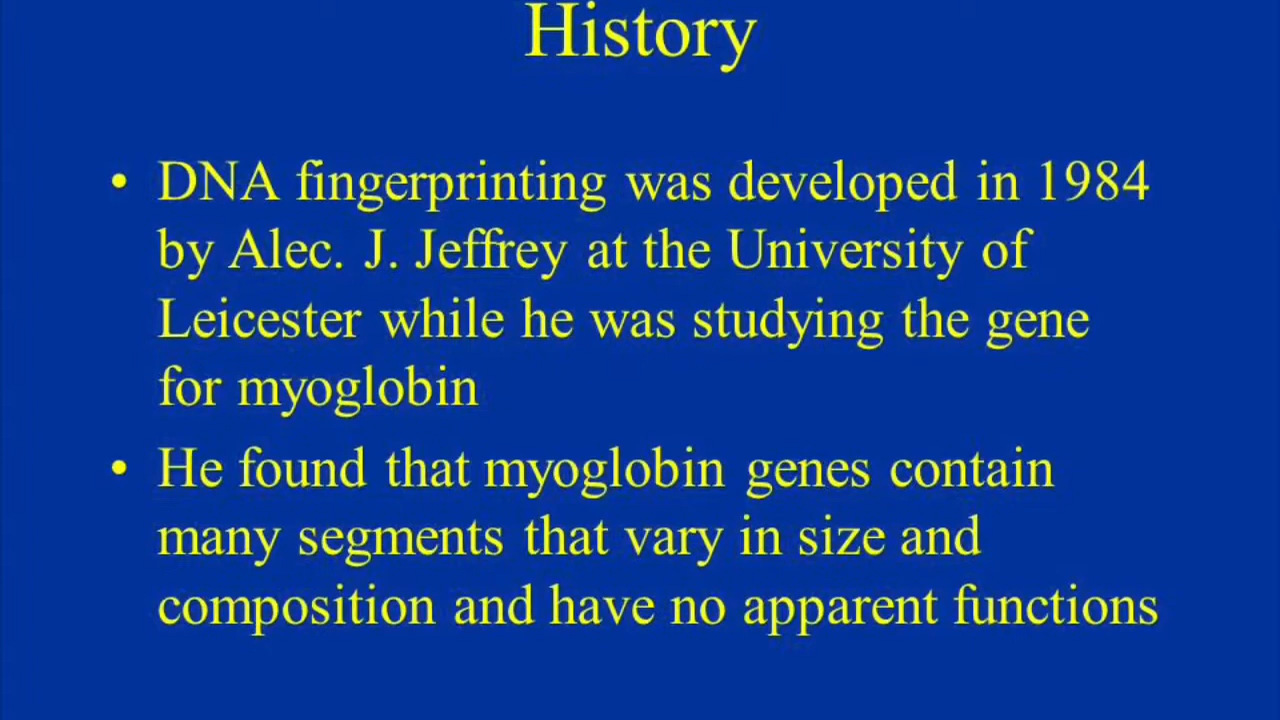 History
• DNA fingerprinting was developed in 1984
by Alec. J. Jeffrey at the University of
Leicester while he was studying the gene
for myoglobin
• He found that myoglobin genes contain
many segments that vary in size and
composition and have no apparent functions